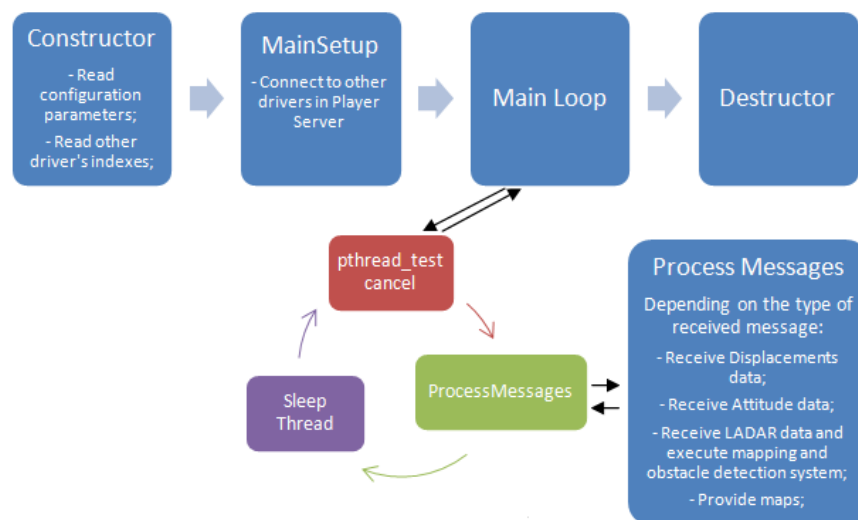 Constructor
- Read
configuration
parameters;
- Read other
driver's indexes;
MainSetup
- Connect to other
drivers in Player
Server
Main Loop
Destructor
pthread_test
cancel
ProcessMessages
Sleep
Thread
Process Messages
Depending on the type of
received message:
- Receive Displacements
data;
- Receive Attitude data;
- Receive LADAR data and
execute mapping and
obstacle detection system;
- Provide maps;